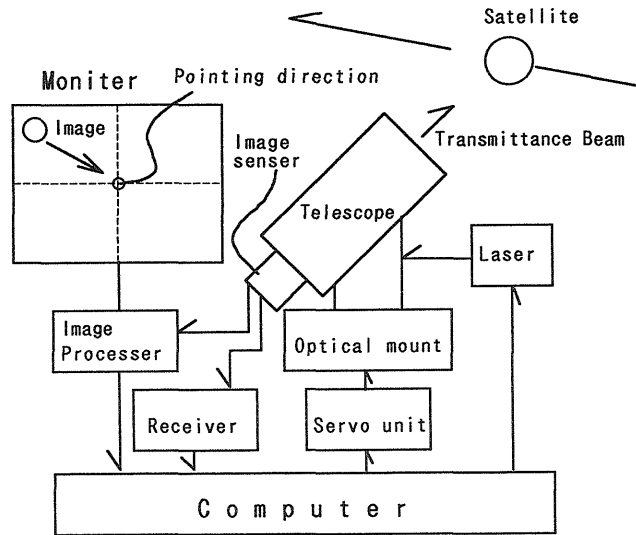 Satellite
Moniter
Pointing direction
Image
Image
senser
Transmittance Beam
Telescope
Laser
Image
Processer
Optical mount
Receiver
Servo unit
Computer